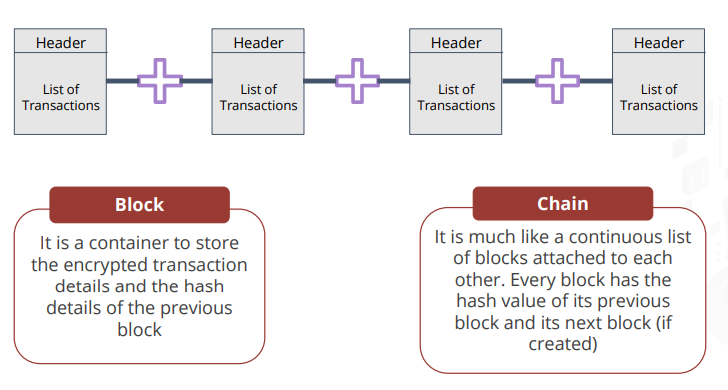 Header
List of
Transactions
Header
List of
Transactions
Header
List of
Transactions
Header
List of
Transactions
Block
It is a container to store
the encrypted transaction
details and the hash
details of the previous
block
Chain
It is much like a continuous list
of blocks attached to each
other. Every block has the
hash value of its previous
block and its next block (if
created)